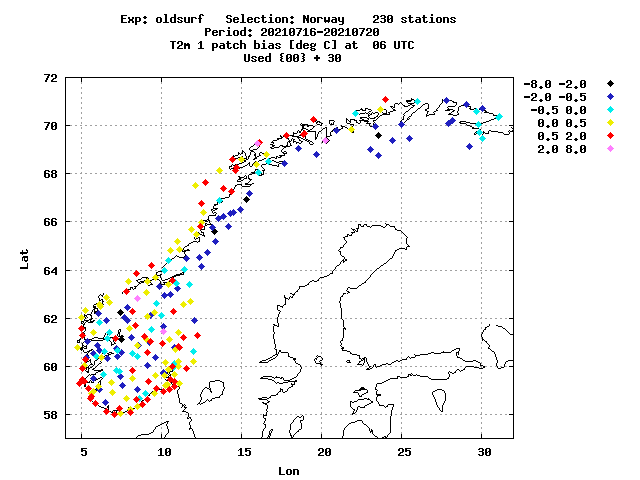 Exp: oldsurf   Selection: Norway    230 stations
Period: 20210716-20210720
T2m 1 patch bias [deg C] at  06 UTC
Used {00} + 30
-8.0 -2.0
-2.0 -0.5
-0.5 0.0
0.0 0.5
0.5 2.0
2.0 8.0
72
70
68
66
64
62
60
58
Lat
5 10 15 20 25 30
Lon